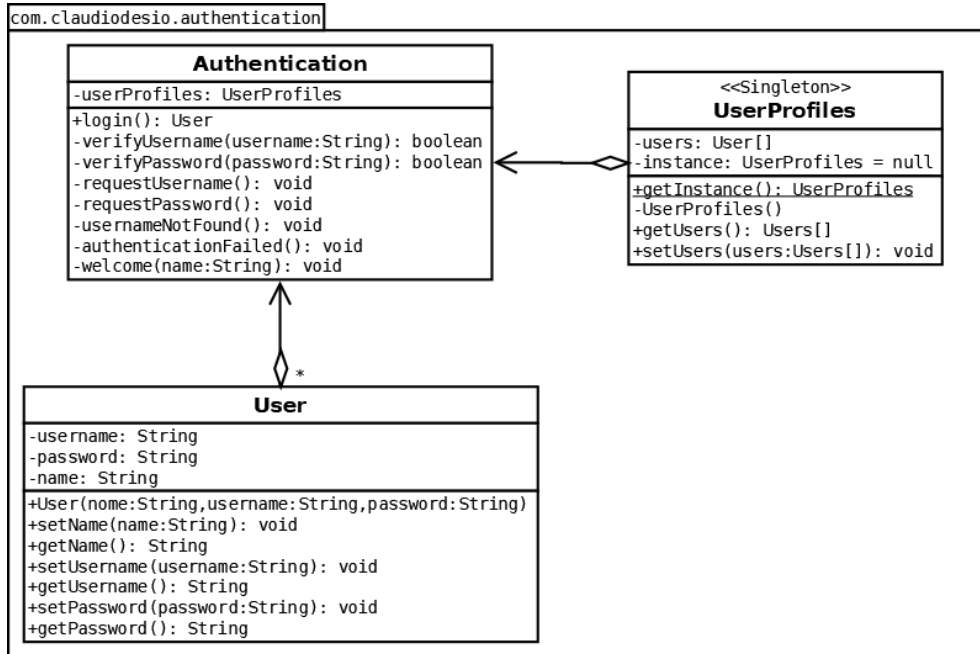 com.claudiodesio.authentication
Authentication
-userProfiles: UserProfiles
+login(): User
-verifyUsername(username:String): boolean
-verifyPassword(password:String): boolean
-requestUsername(): void
-requestPassword(): void
-usernameNotFound(): void
-authenticationFailed(): void
-welcome(name:String): void
<<Singleton>>
UserProfiles
-users: User[]
-instance: UserProfiles = null
+getInstance(): UserProfiles
-UserProfiles()
+getUsers(): Users[]
+setUsers(users:Users[]): void
*
User
-username: String
-password: String
-name: String
+User(nome:String,username:String,password:String)
+setName(name:String): void
+getName(): String
+setUsername(username:String): void
+getUsername(): String
+setPassword(password:String): void
+getPassword(): String